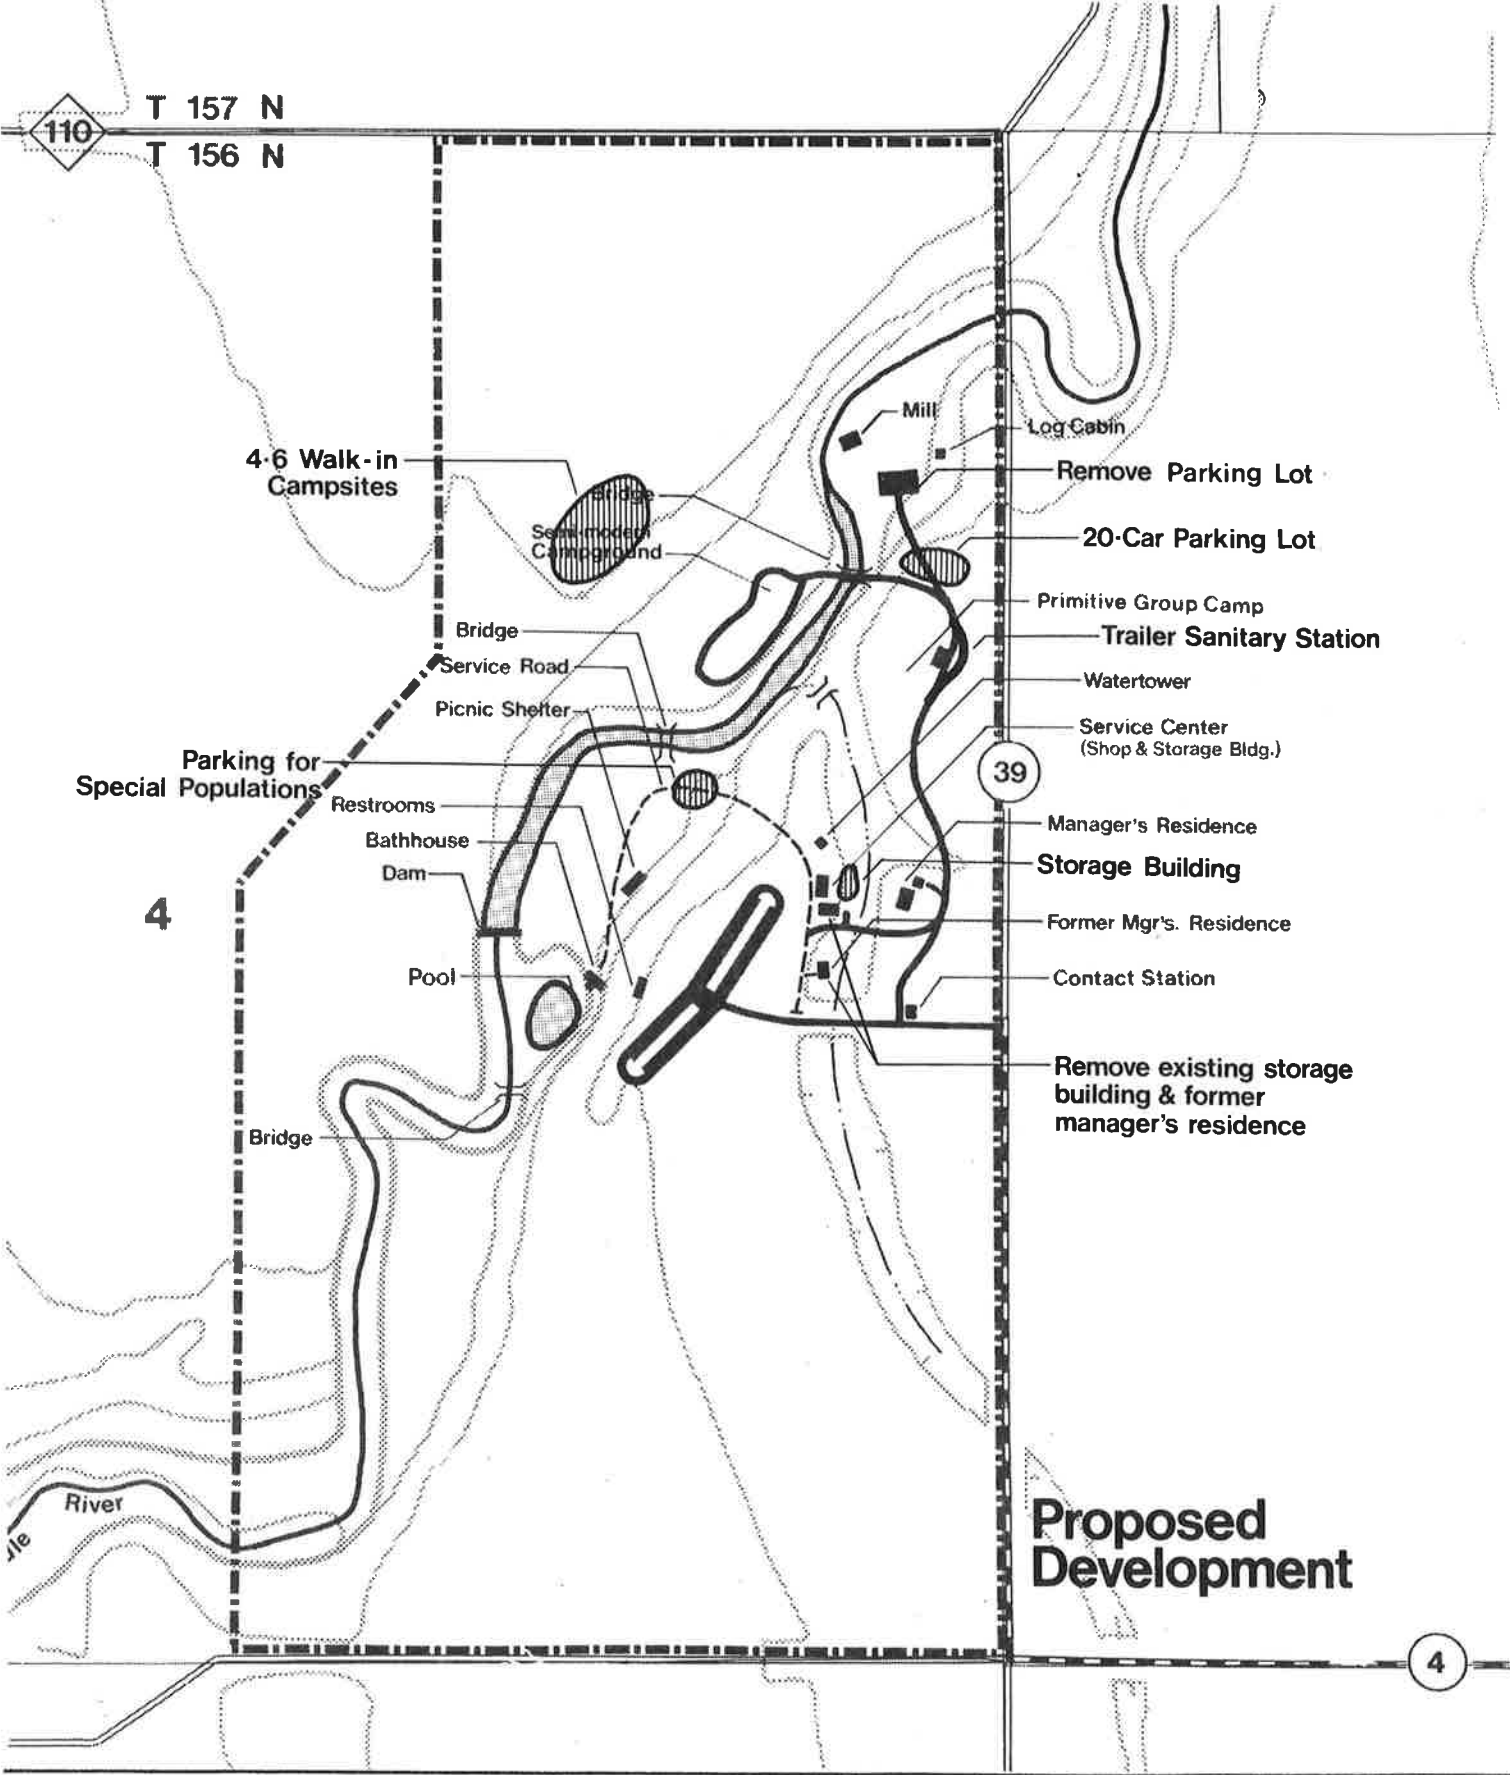 T 157 N
110
T 156 N
Mill
Log Cabin
4-6 Walk-in
Campsites
Remove Parking Lot
Bridge
Semi-modern
Campground
20-Car Parking Lot
Primitive Group Camp
Bridge
Trailer Sanitary Station
Service Road
Watertower
Picnic Shelter
Service Center
(Shop & Storage Bldg.)
Parking for
Special Populations
39
Restrooms
Manager's Residence
Bathhouse
Storage Building
Dam
4
Former Mgr's. Residence
Pool
Contact Station
Remove existing storage
building & former
manager's residence
Bridge
River
Proposed
Development
4